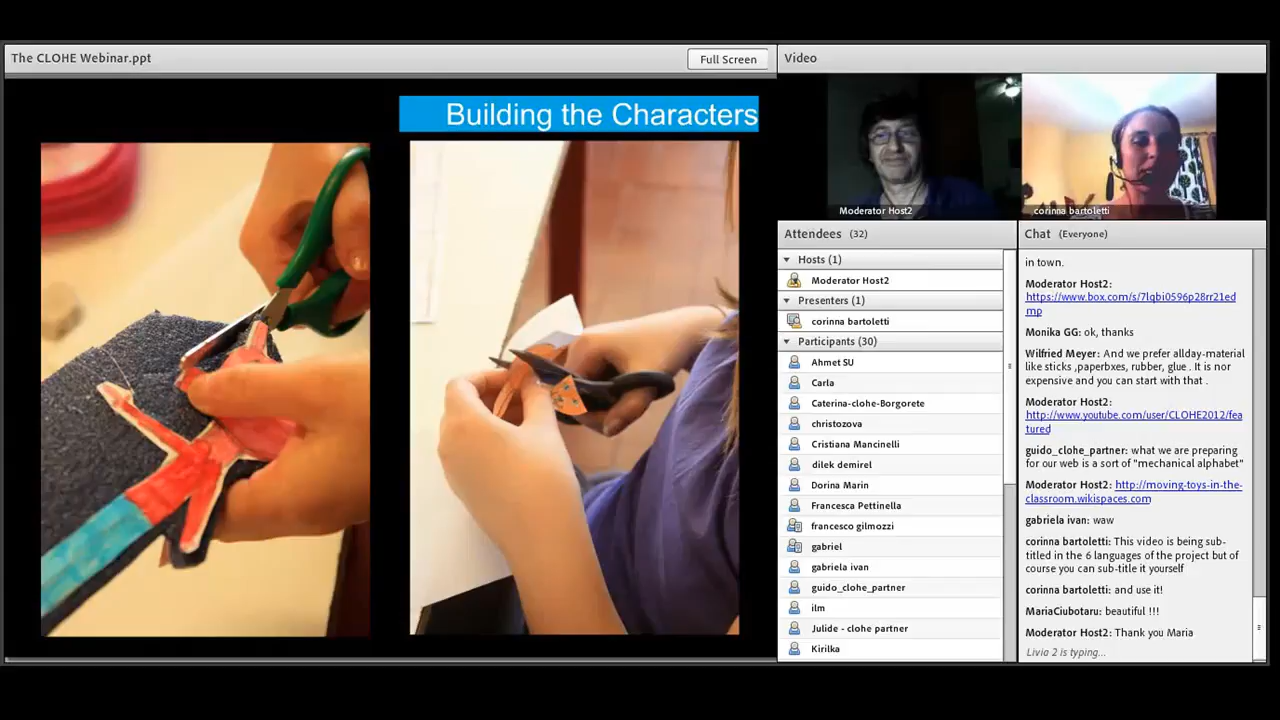 The CLOHE Webinar.ppt
Full Screen
Building the Characters
Video
Moderator Host2
corinna bartoletti
Attendees (32)
Hosts (1)
Moderator Host2
Presenters (1)
corinna bartoletti
Participants (30)
Ahmet SU
Carla
Caterina-clohe-Borgorete
christozova
Cristiana Mancinelli
dilek demirel
Dorina Marin
Francesca Pettinella
francesco gilmozzi
gabriel
gabriela ivan
guido_clohe_partner
ilm
Julide - clohe partner
Kirilka
Chat (Everyone)
in town.
Moderator Host2:
https://www.box.com/s/7lqbi0596p28rr21ed
mp
Monika GG: ok, thanks
Wilfried Meyer: And we prefer allday-material
like sticks ,paperbxes, rubber, glue . It is nor
expensive and you can start with that .
Moderator Host2:
http://www.youtube.com/user/CLOHE2012/fea
tured
guido_clohe_partner: what we are preparing
for our web is a sort of "mechanical alphabet"
Moderator Host2: http://moving-toys-in-the-
classroom.wikispaces.com
gabriela ivan: waw
corinna bartoletti: This video is being sub-
titled in the 6 languages of the project but of
course you can sub-title it yourself
corinna bartoletti: and use it!
MariaCiubotaru: beautiful !!!
Moderator Host2: Thank you Maria
Livia 2 is typing...